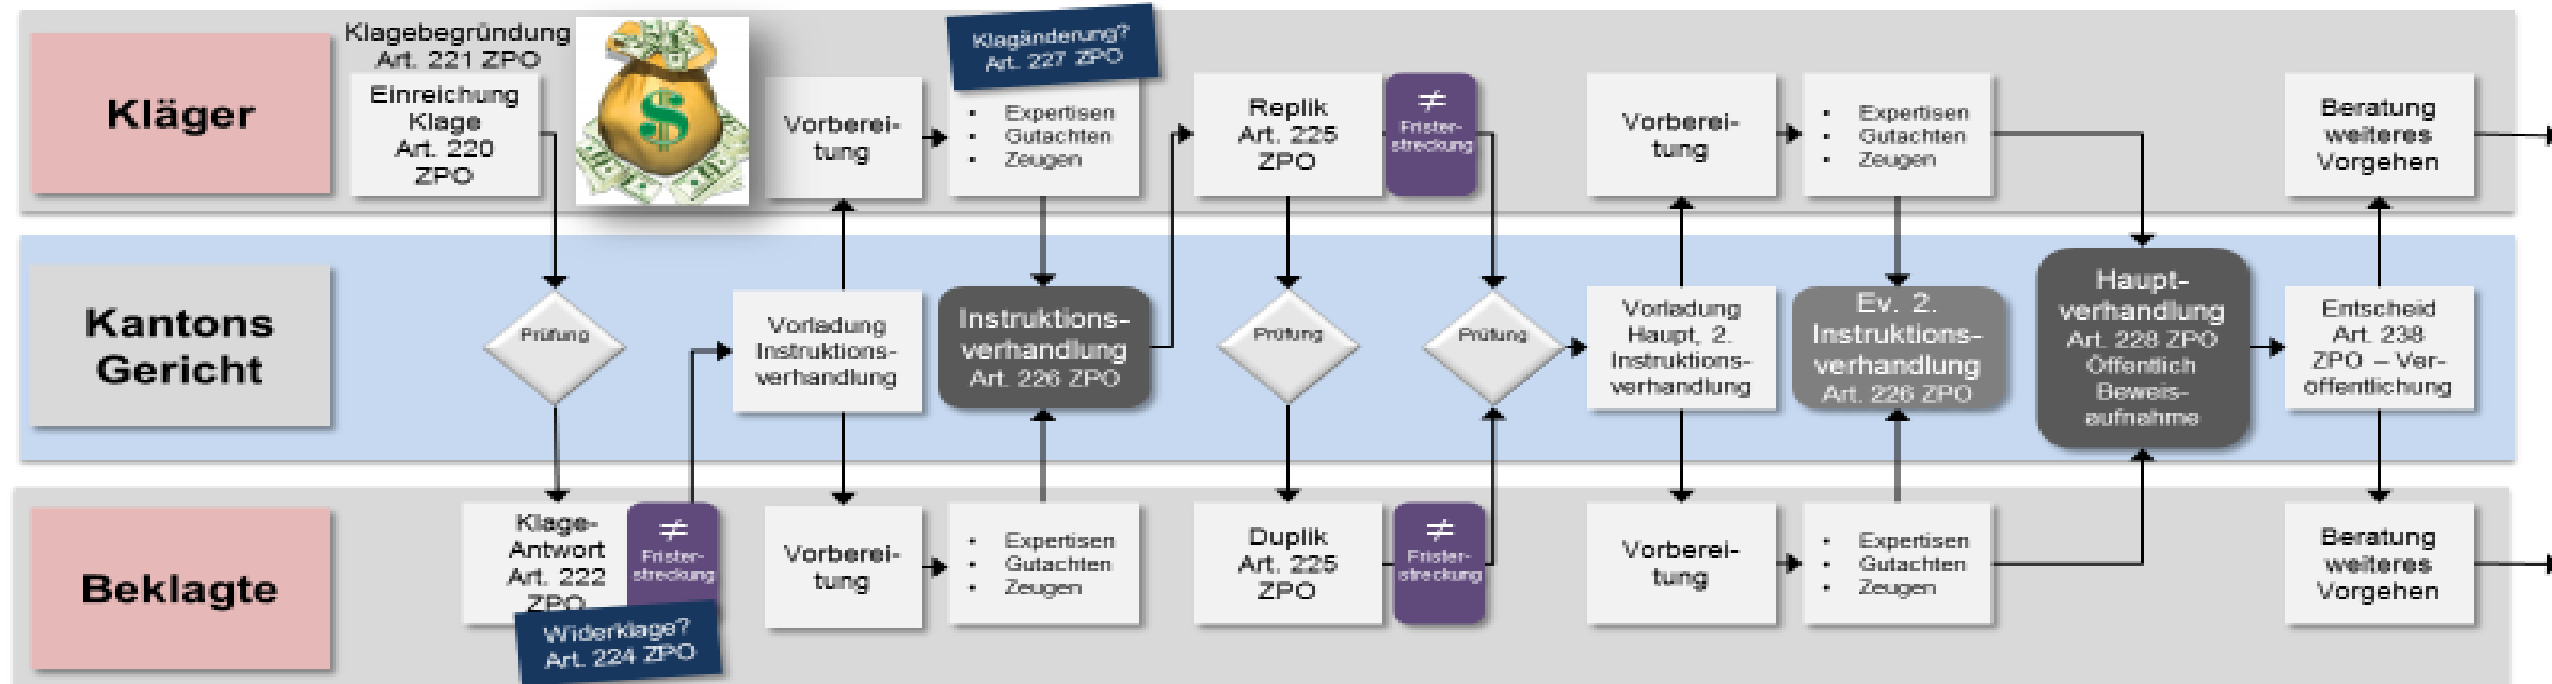 Kläger
Klagebegründung
Art. 221 ZPO
Einreichung
Klage
Art. 220
ZPO
$
Vorberei-
tung
Klagänderung?
Art. 227 ZPO
• Expertisen
• Gutachten
• Zeugen
Replik
Art. 225
ZPO
≠
Frister-
streckung
Vorberei-
tung
• Expertisen
• Gutachten
• Zeugen
Beratung
weiteres
Vorgehen
Kantons
Gericht
Prüfung
Vorladung
Instruktions-
verhandlung
Instruktions-
verhandlung
Art. 226 ZPO
Prüfung
Prüfung
Vorladung
Haupt, 2.
Instruktions-
verhandlung
Ev. 2.
Instruktions-
verhandlung
Art. 226 ZPO
Haupt-
verhandlung
Art. 228 ZPO
Öffentlich
Beweis-
aufnahme
Entscheid
Art. 238
ZPO – Ver-
öffentlichung
Beklagte
Klage-
Antwort
Art. 222
ZPO
≠
Frister-
streckung
Widerklage?
Art. 224 ZPO
Vorberei-
tung
• Expertisen
• Gutachten
• Zeugen
Duplik
Art. 225
ZPO
≠
Frister-
streckung
Vorberei-
tung
• Expertisen
• Gutachten
• Zeugen
Beratung
weiteres
Vorgehen